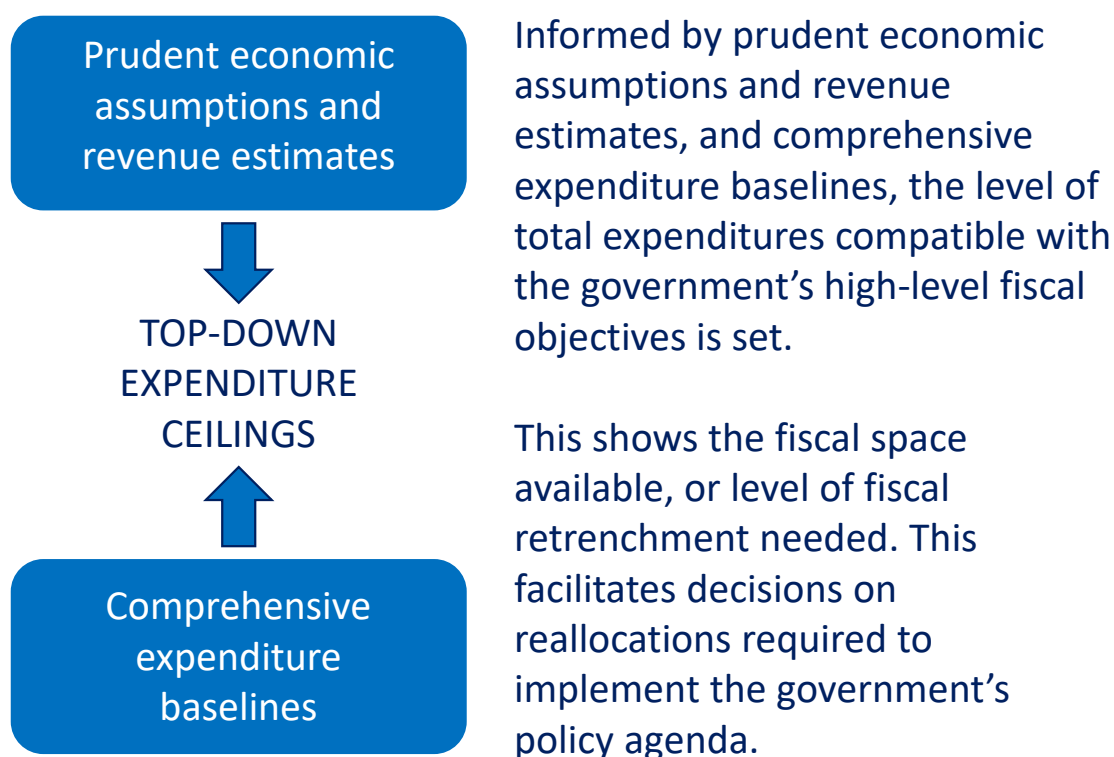 Prudent economic
assumptions and
revenue estimates
TOP-DOWN
EXPENDITURE
CEILINGS
Comprehensive
expenditure
baselines
Informed by prudent economic
assumptions and revenue
estimates, and comprehensive
expenditure baselines, the level of
total expenditures compatible with
the government’s high-level fiscal
objectives is set.
This shows the fiscal space
available, or level of fiscal
retrenchment needed. This
facilitates decisions on
reallocations required to
implement the government’s
policy agenda.